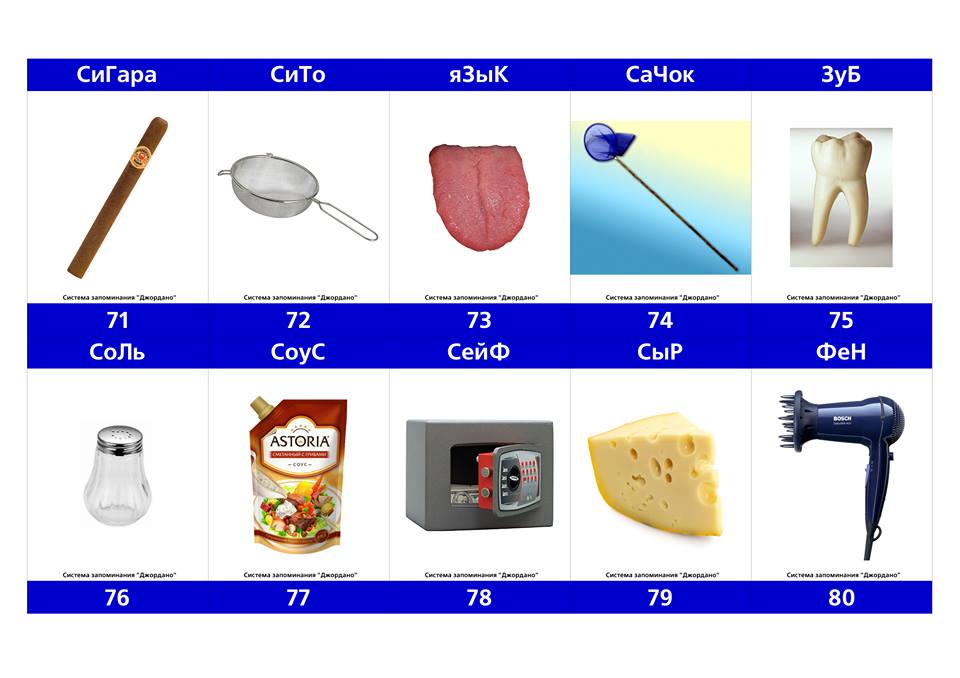 СиГара СиТо яЗыК СаЧок ЗуБ
Система запоминания "Джордано" Система запоминания "Джордано" Система запоминания "Джордано" Система запоминания "Джордано" Система запоминания "Джордано"
71 72 73 74 75
СоЛь СоуС СейФ СыР ФеН
ASTORIA
СМЕТАННЫЙ С ГРИБАМИ
СОУС
BOSCH
Система запоминания "Джордано" Система запоминания "Джордано" Система запоминания "Джордано" Система запоминания "Джордано" Система запоминания "Джордано"
76 77 78 79 80